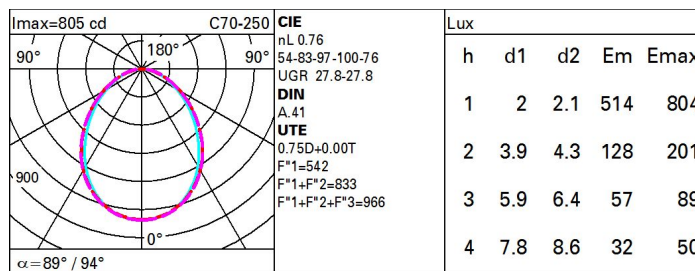 Imax=805 cd C70-250
90° 180° 90°
900
0°
α=89° / 94°
CIE
nL 0.76
54-83-97-100-76
UGR 27.8-27.8
DIN
A.41
UTE
0.75D+0.00T
F"1=542
F"1+F"2=833
F"1+F"2+F"3=966
Lux
h d1 d2 Em Emax
1 2 2.1 514 804
2 3.9 4.3 128 201
3 5.9 6.4 57 89
4 7.8 8.6 32 50